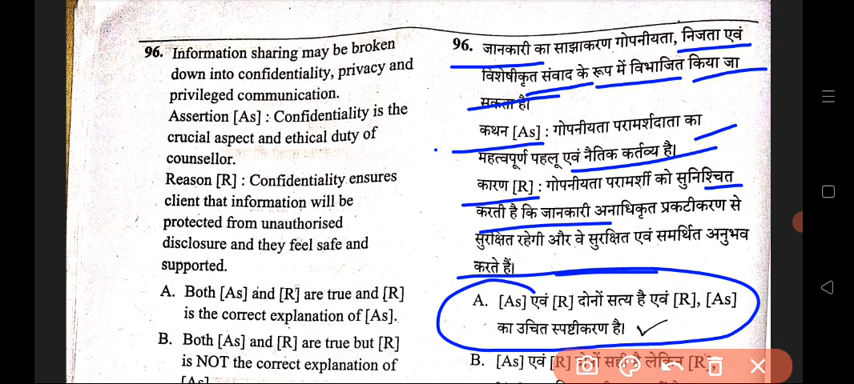 96. Information sharing may be broken
down into confidentiality, privacy and
privileged communication.
Assertion [As] : Confidentiality is the
crucial aspect and ethical duty of
counsellor.
Reason [R] : Confidentiality ensures
client that information will be
protected from unauthorised
disclosure and they feel safe and
supported.
A. Both [As] and [R] are true and [R]
is the correct explanation of [As].
B. Both [As] and [R] are true but [R]
is NOT the correct explanation of
[As]
96. जानकारी का साझाकरण गोपनीयता, निजता एवं
विशेषीकृत संवाद के रूप में विभाजित किया जा
सकता है।
कथन [As] : गोपनीयता परामर्शदाता का
महत्वपूर्ण पहलू एवं नैतिक कर्तव्य है।
कारण [R] : गोपनीयता परामर्शी को सुनिश्चित
करती है कि जानकारी अनाधिकृत प्रकटीकरण से
सुरक्षित रहेगी और वे सुरक्षित एवं समर्थित अनुभव
करते हैं।
A. [As] एवं [R] दोनों सत्य है एवं [R], [As]
का उचित स्पष्टीकरण है।
B. [As] एवं [R] दोनों सही है लेकिन [R],